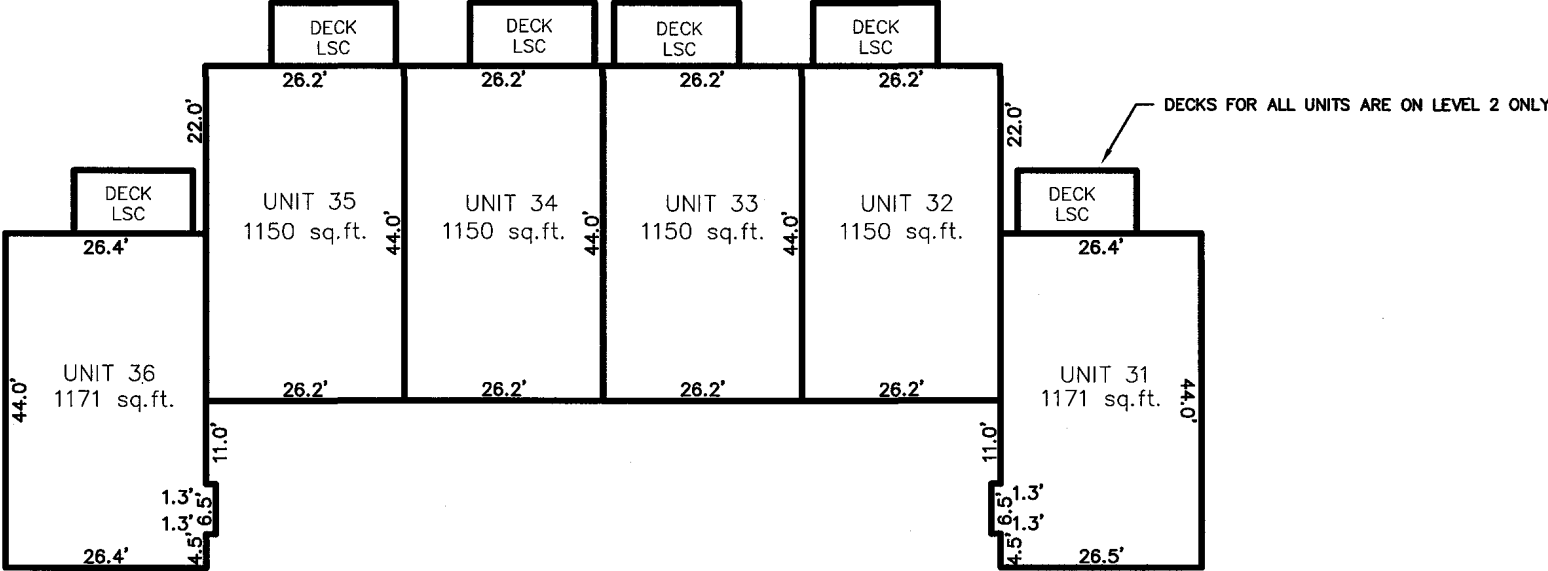 DECK
LSC
DECK
LSC
DECK
LSC
DECK
LSC
26.2'
26.2'
26.2'
26.2'
22.0'
22.0'
DECKS FOR ALL UNITS ARE ON LEVEL 2 ONLY
DECK
LSC
DECK
LSC
UNIT 35
1150 sq.ft.
44.0'
UNIT 34
1150 sq.ft.
44.0'
UNIT 33
1150 sq.ft.
44.0'
UNIT 32
1150 sq.ft.
26.4'
26.4'
UNIT 36
1171 sq.ft.
44.0'
UNIT 31
1171 sq.ft.
44.0'
26.2'
26.2'
26.2'
26.2'
11.0'
11.0'
1.3'
6.5'
1.3'
4.5'
1.3'
6.5'
1.3'
4.5'
26.4'
26.5'